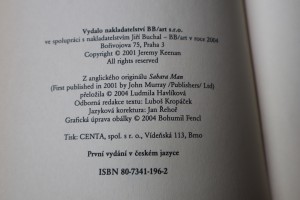 Vydalo nakladatelství BB/art s.r.o.
ve spolupráci s nakladatelstvím Jiří Buchal – BB/art v roce 2004
Bořivojova 75, Praha 3
Copyright © 2001 by Jeremy Keenan
All rights reserved
Z anglického originálu Sahara Man
(First published in 2001 by John Murray /Publishers/ Ltd)
přeložila © 2004 Ludmila Havlíková
Odborná redakce textu: Luboš Kropáček
Jazyková korektura: Jan Řehoř
Grafická úprava obálky © 2004 Bohumil Fencl
Tisk: CENTA, spol. s r. o., Vídeňská 113, Brno
První vydání v českém jazyce
ISBN 80-7341-196-2